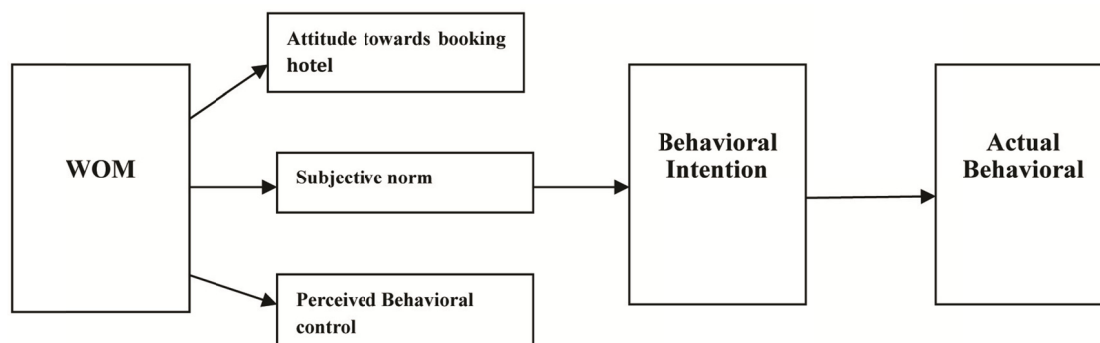 Attitude towards booking
hotel
WOM
Subjective norm
Perceived Behavioral
control
Behavioral
Intention
Actual
Behavioral